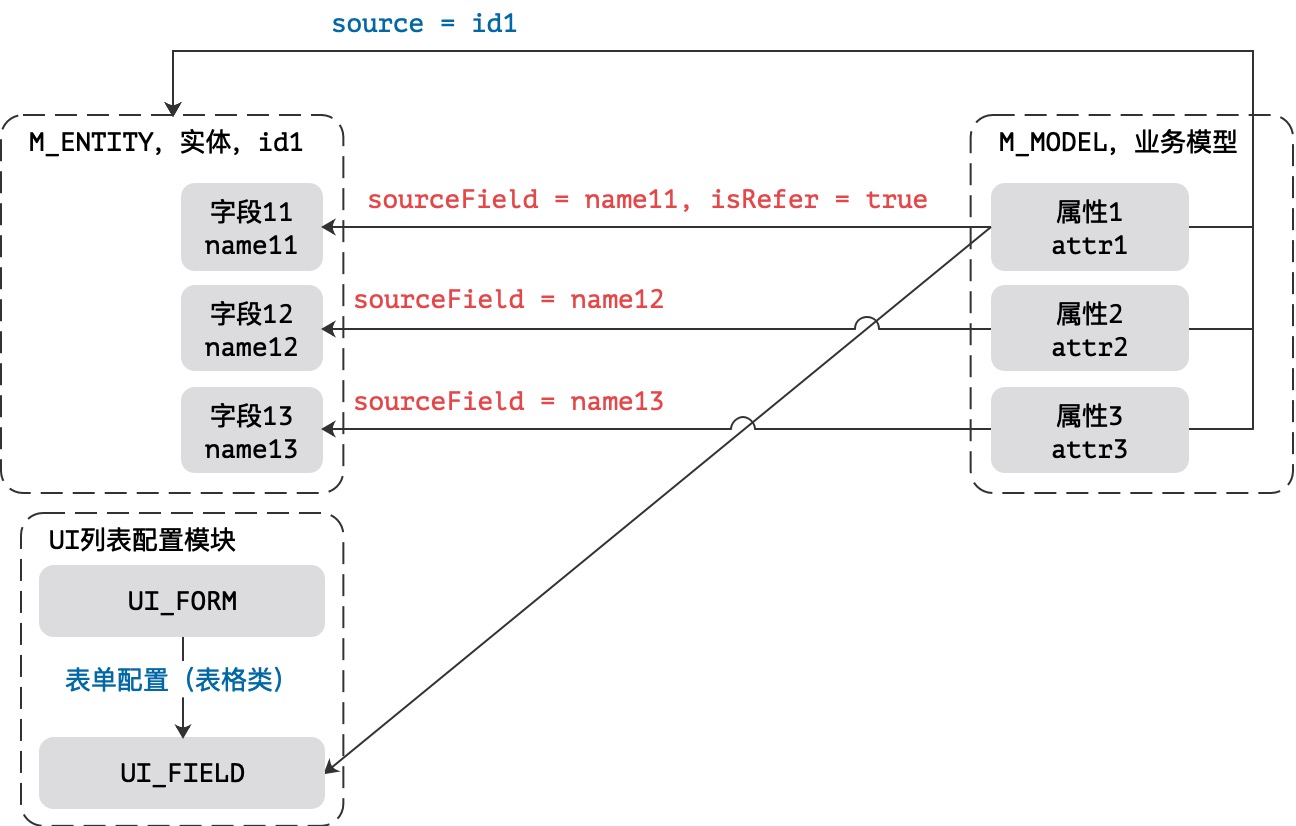 source = id1
M_ENTITY，实体，id1
M_MODEL，业务模型
字段11
name11
sourceField = name11, isRefer = true
属性1
attr1
字段12
name12
sourceField = name12
属性2
attr2
字段13
name13
sourceField = name13
属性3
attr3
UI列表配置模块
UI_FORM
表单配置（表格类）
UI_FIELD